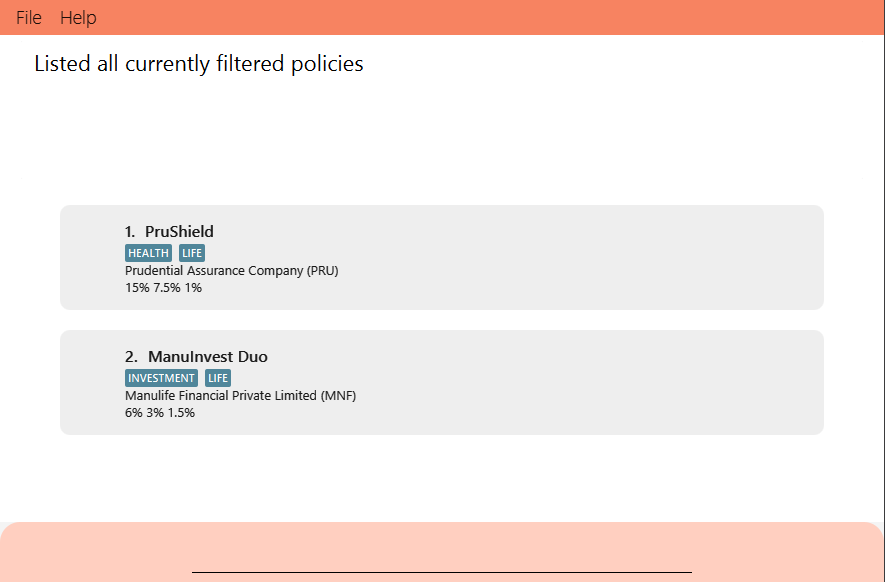 File Help
Listed all currently filtered policies
1. PruShield
HEALTH LIFE
Prudential Assurance Company (PRU)
15% 7.5% 1%
2. ManuInvest Duo
INVESTMENT LIFE
Manulife Financial Private Limited (MNF)
6% 3% 1.5%